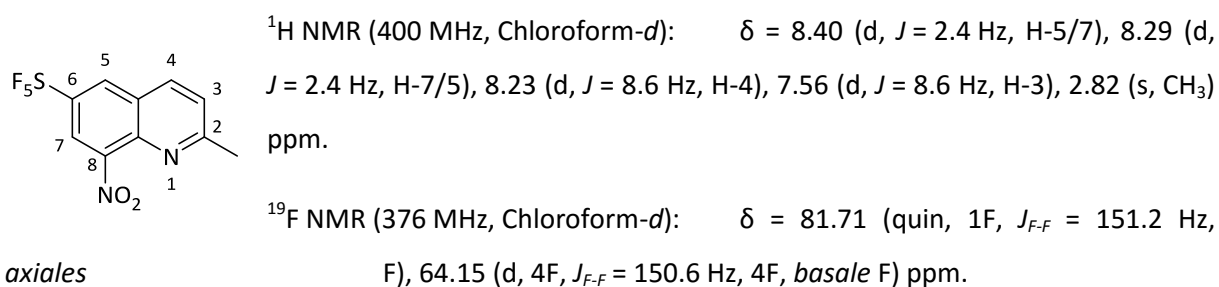 ¹H NMR (400 MHz, Chloroform-d): δ = 8.40 (d, J = 2.4 Hz, H-5/7), 8.29 (d,
J = 2.4 Hz, H-7/5), 8.23 (d, J = 8.6 Hz, H-4), 7.56 (d, J = 8.6 Hz, H-3), 2.82 (s, CH₃)
ppm.
F₅S
6
5
4
3
2
7
8
N
1
NO₂
¹⁹F NMR (376 MHz, Chloroform-d): δ = 81.71 (quin, 1F, J_F-F = 151.2 Hz,
axiales F), 64.15 (d, 4F, J_F-F = 150.6 Hz, 4F, basale F) ppm.